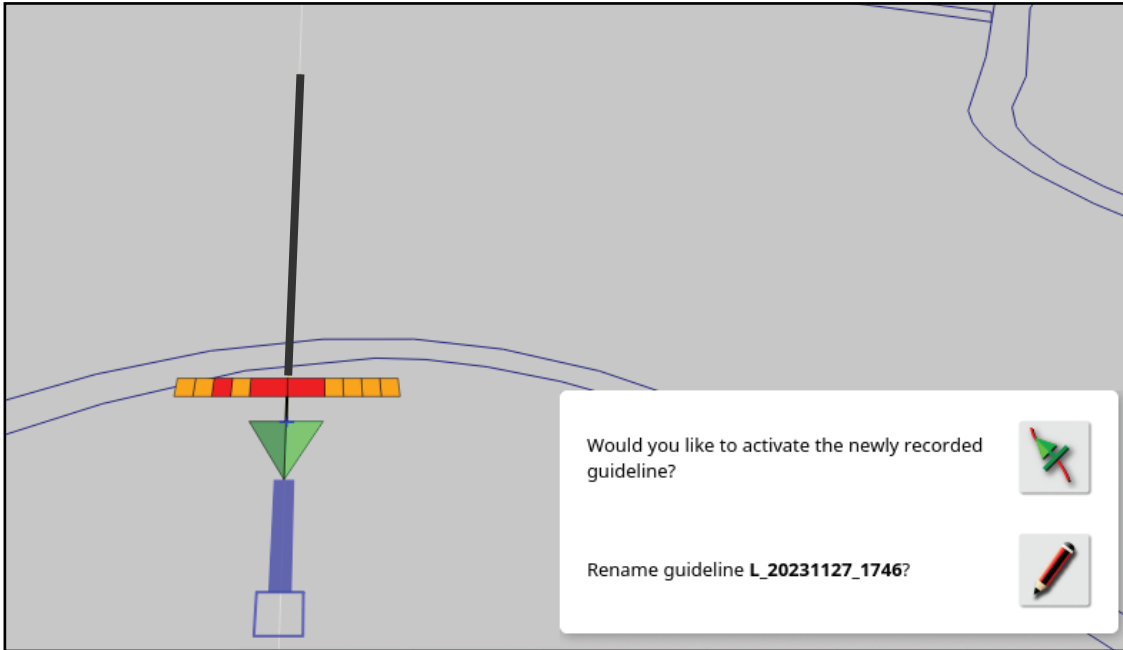 Would you like to activate the newly recorded
guideline?
Rename guideline L_20231127_1746?